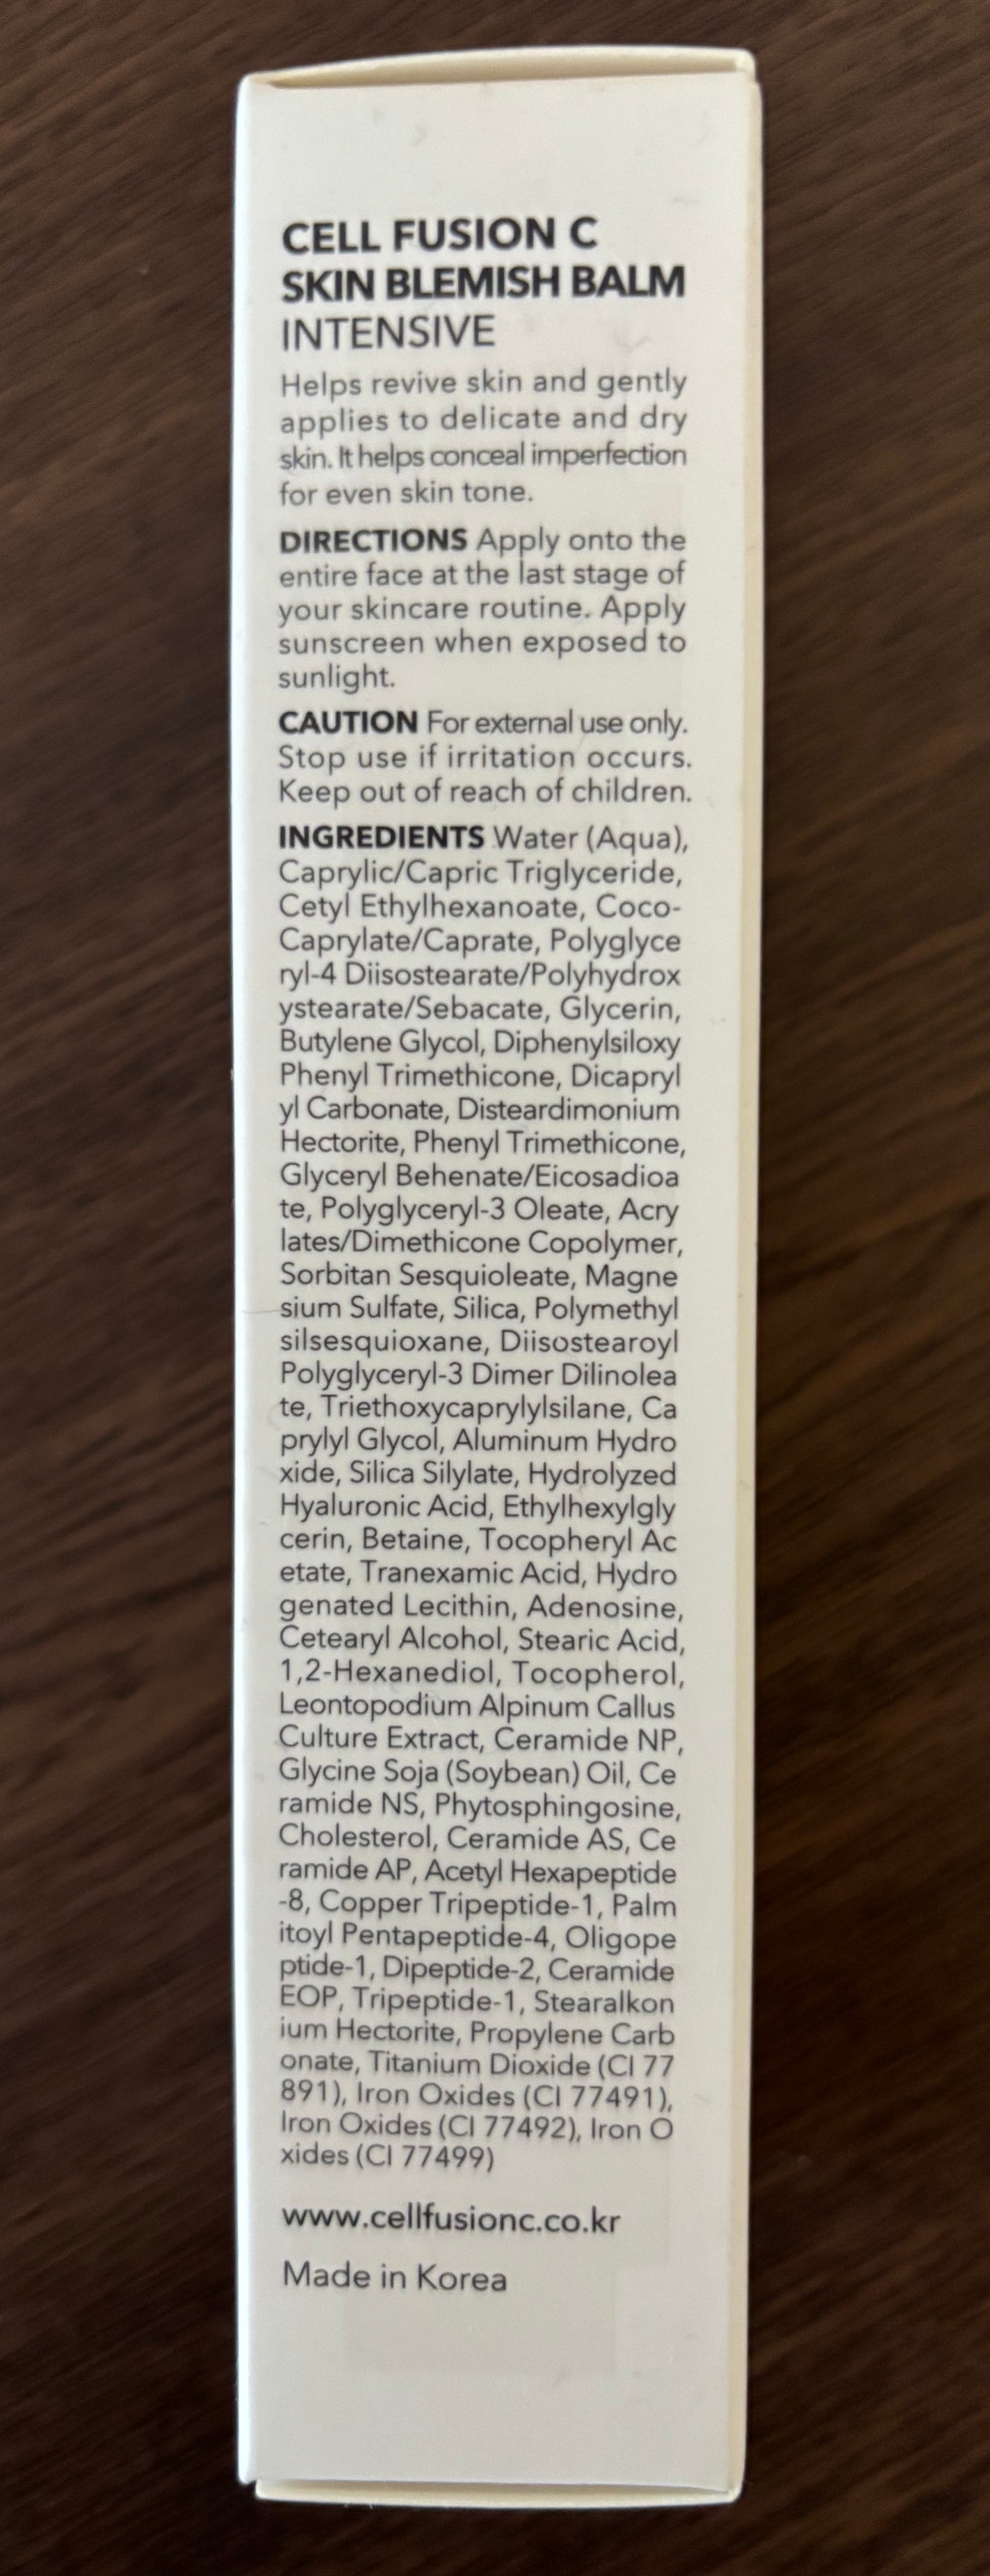 CELL FUSION C
SKIN BLEMISH BALM
INTENSIVE
Helps revive skin and gently
applies to delicate and dry
skin. It helps conceal imperfection
for even skin tone.
DIRECTIONS Apply onto the
entire face at the last stage of
your skincare routine. Apply
sunscreen when exposed to
sunlight.
CAUTION For external use only.
Stop use if irritation occurs.
Keep out of reach of children.
INGREDIENTS Water (Aqua),
Caprylic/Capric Triglyceride,
Cetyl Ethylhexanoate, Coco-
Caprylate/Caprate, Polyglyce
ryl-4 Diisostearate/Polyhydrox
ystearate/Sebacate, Glycerin,
Butylene Glycol, Diphenylsiloxy
Phenyl Trimethicone, Dicapryl
yl Carbonate, Disteardimonium
Hectorite, Phenyl Trimethicone,
Glyceryl Behenate/Eicosadioa
te, Polyglyceryl-3 Oleate, Acry
lates/Dimethicone Copolymer,
Sorbitan Sesquioleate, Magne
sium Sulfate, Silica, Polymethyl
silsesquioxane, Diisostearoyl
Polyglyceryl-3 Dimer Dilinolea
te, Triethoxycaprylylsilane, Ca
prylyl Glycol, Aluminum Hydro
xide, Silica Silylate, Hydrolyzed
Hyaluronic Acid, Ethylhexylgly
cerin, Betaine, Tocopheryl Ac
etate, Tranexamic Acid, Hydro
genated Lecithin, Adenosine,
Cetearyl Alcohol, Stearic Acid,
1,2-Hexanediol, Tocopherol,
Leontopodium Alpinum Callus
Culture Extract, Ceramide NP,
Glycine Soja (Soybean) Oil, Ce
ramide NS, Phytosphingosine,
Cholesterol, Ceramide AS, Ce
ramide AP, Acetyl Hexapeptide
-8, Copper Tripeptide-1, Palm
itoyl Pentapeptide-4, Oligope
ptide-1, Dipeptide-2, Ceramide
EOP, Tripeptide-1, Stearalkon
ium Hectorite, Propylene Carb
onate, Titanium Dioxide (CI 77
891), Iron Oxides (CI 77491),
Iron Oxides (CI 77492), Iron O
xides (CI 77499)
www.cellfusionc.co.kr
Made in Korea